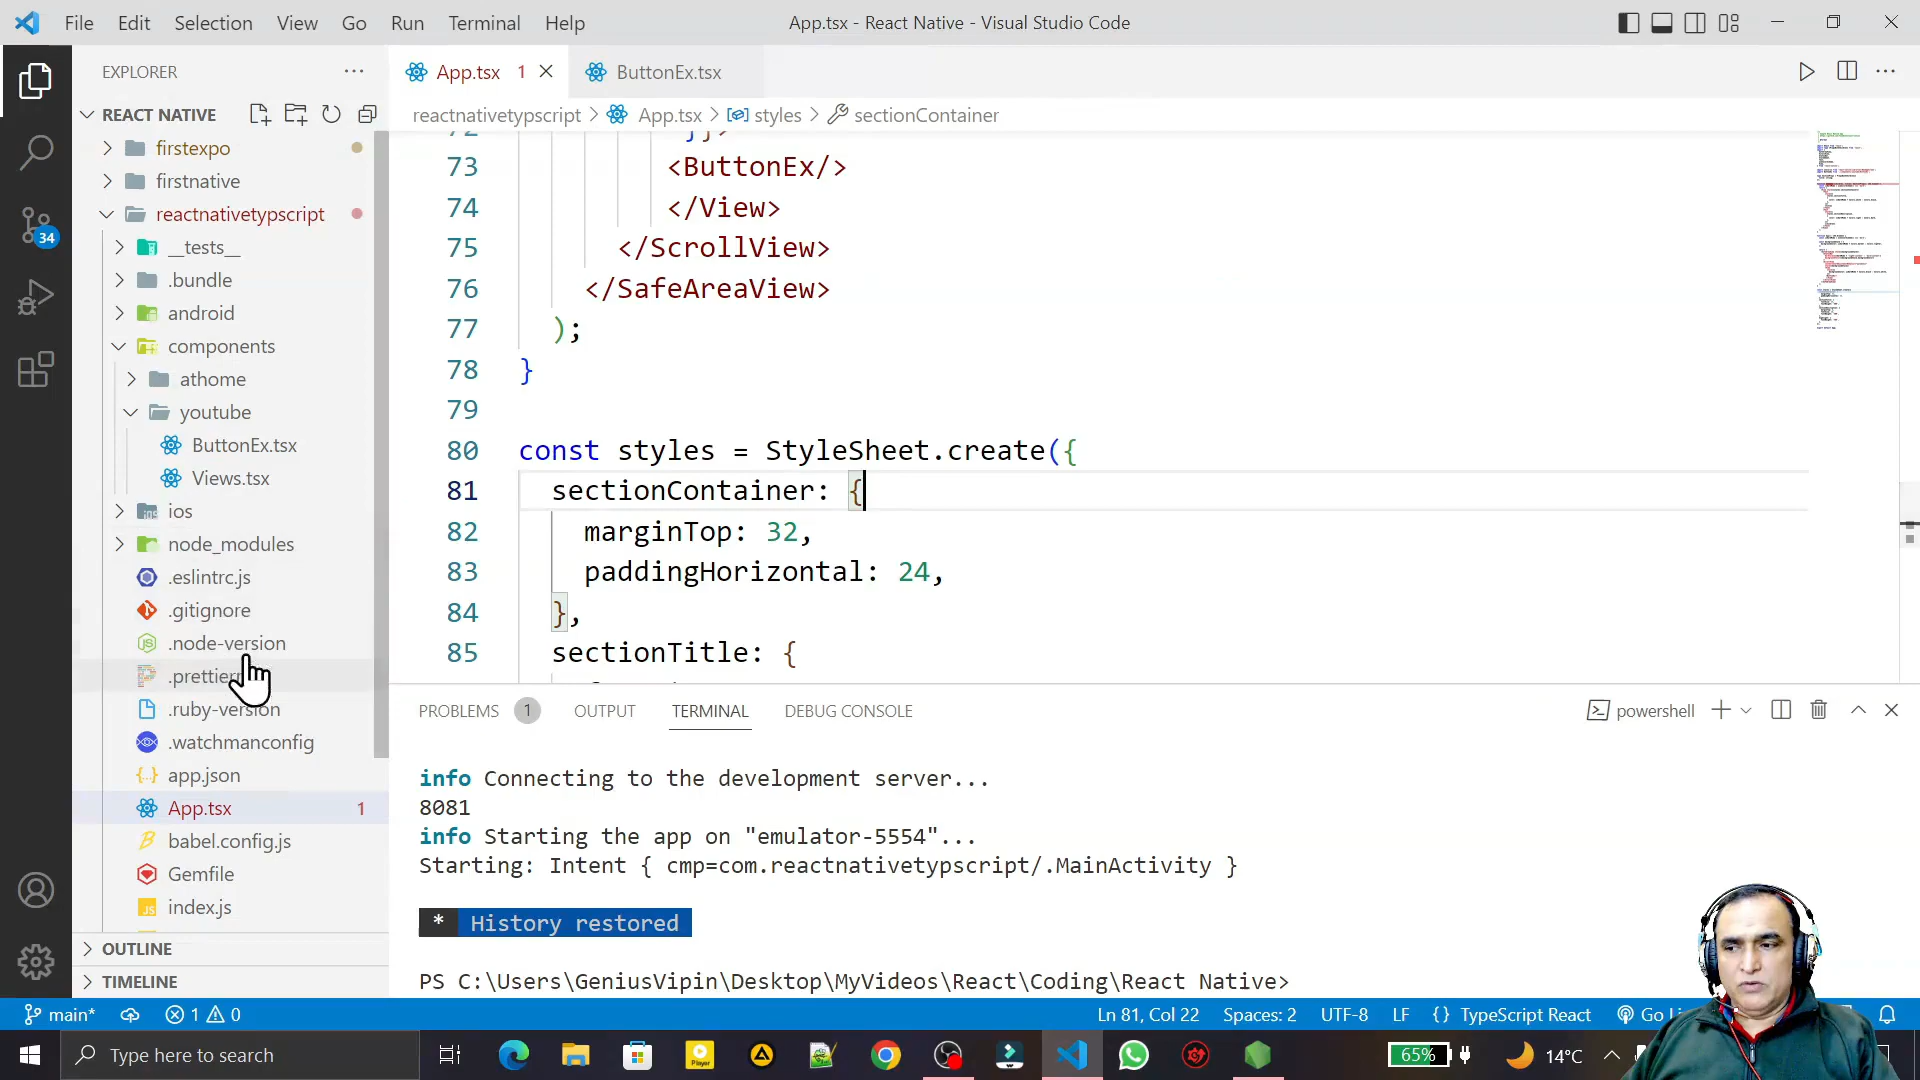 File Edit Selection View Go Run Terminal Help
App.tsx - React Native - Visual Studio Code
EXPLORER
App.tsx 1
ButtonEx.tsx
REACT NATIVE
reactnativetypscript > App.tsx > styles > sectionContainer
firstexpo
firstnative
reactnativetypscript
__tests__
.bundle
android
components
athome
youtube
ButtonEx.tsx
Views.tsx
ios
node_modules
.eslintrc.js
.gitignore
.node-version
.ruby-version
.watchmanconfig
app.json
App.tsx 1
babel.config.js
Gemfile
index.js
OUTLINE
TIMELINE
34
73 <ButtonEx/>
74 </View>
75 </ScrollView>
76 </SafeAreaView>
77 );
78 }
79
80 const styles = StyleSheet.create({
81 sectionContainer: {
82 marginTop: 32,
83 paddingHorizontal: 24,
84 },
85 sectionTitle: {
PROBLEMS 1 OUTPUT TERMINAL DEBUG CONSOLE
powershell
info Connecting to the development server...
8081
info Starting the app on "emulator-5554"...
Starting: Intent { cmp=com.reactnativetypscript/.MainActivity }
* History restored
PS C:\Users\GeniusVipin\Desktop\MyVideos\React\Coding\React Native>
main* 1 0
Ln 81, Col 22 Spaces: 2 UTF-8 LF {} TypeScript React Go
Type here to search
Player
65%
14°C